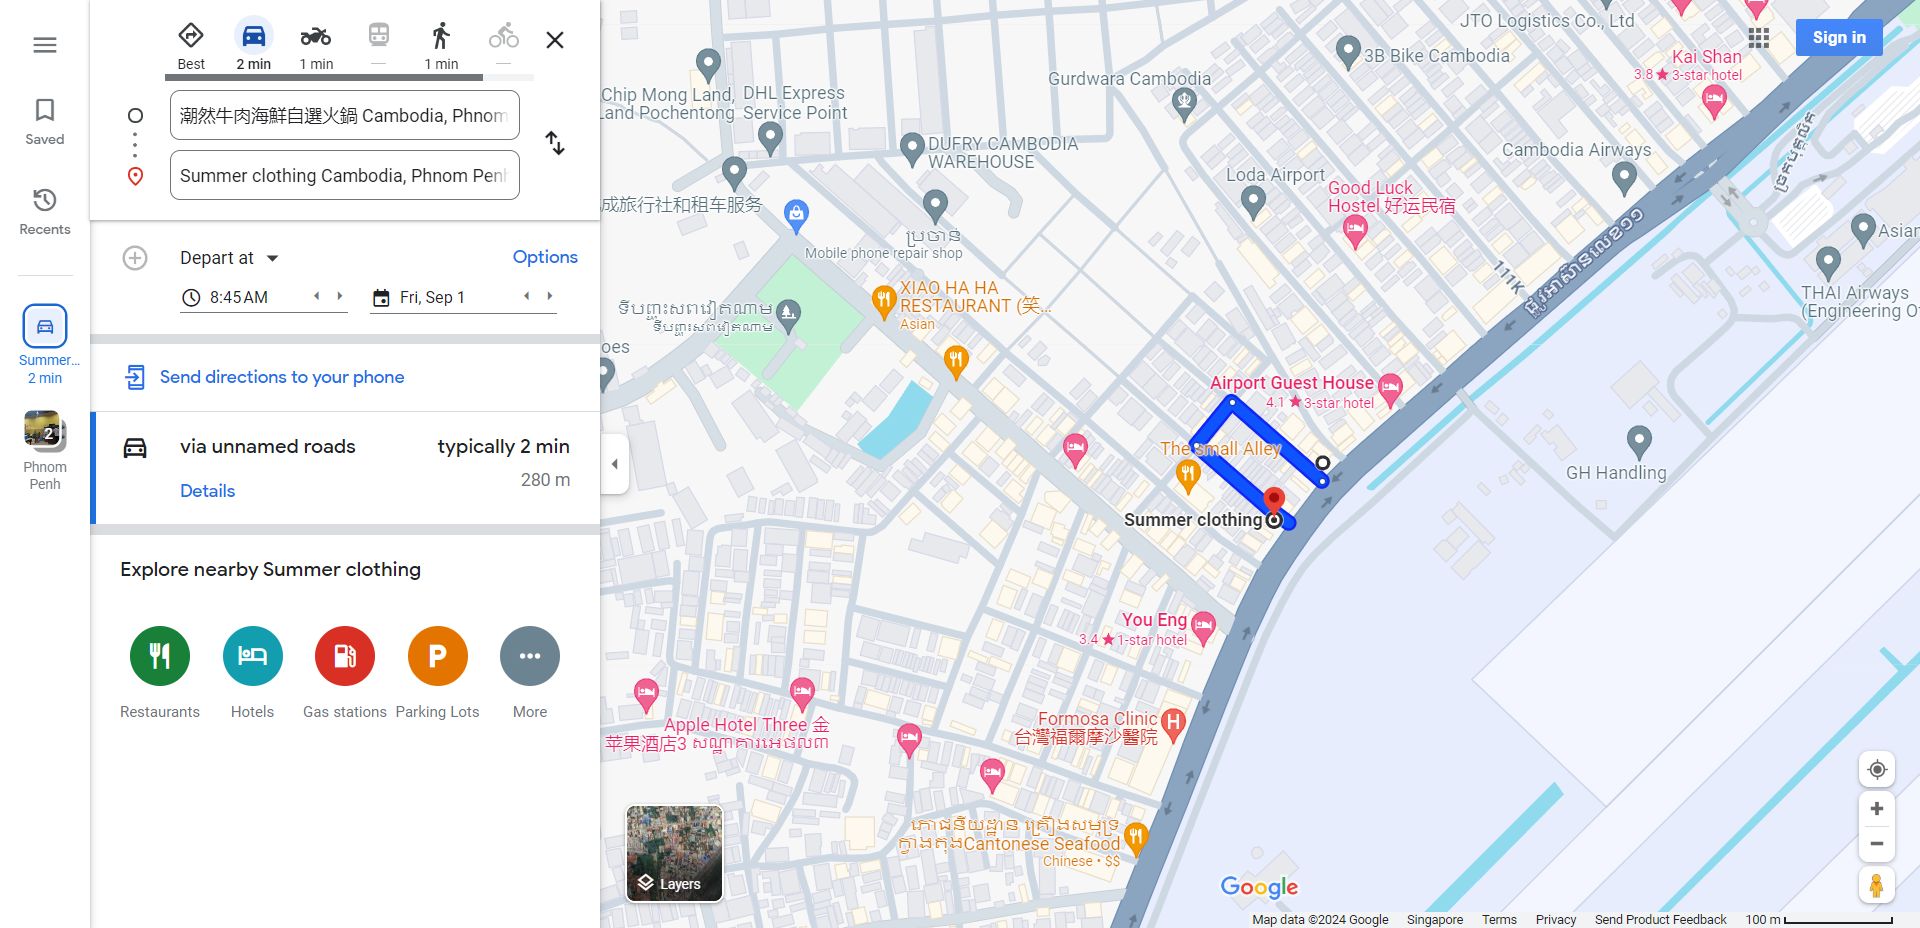 Best
2 min
1 min
1 min
潮然牛肉海鮮自選火鍋 Cambodia, Phnom
Summer clothing Cambodia, Phnom Penh
Saved
Recents
Summer...
2 min
2
Phnom
Penh
Depart at
Options
8:45 AM
Fri, Sep 1
Send directions to your phone
via unnamed roads
typically 2 min
280 m
Details
Explore nearby Summer clothing
Restaurants
Hotels
Gas stations
Parking Lots
More
Sign in
JTO Logistics Co., Ltd
3B Bike Cambodia
Kai Shan
3.8★3-star hotel
Gurdwara Cambodia
Chip Mong Land,
Land Pochentong
DHL Express
Service Point
DUFRY CAMBODIA
WAREHOUSE
Cambodia Airways
Loda Airport
Good Luck
Hostel 好运民宿
成旅行社和租车服务
ប្រចាន់
Mobile phone repair shop
Asian
THAI Airways
(Engineering O
111K
XIAO HA HA
RESTAURANT (笑...
Asian
ទីបញ្ចុះសពវៀតណាម
ទីបញ្ចុះសពវៀតណាម
oes
Airport Guest House
4.1★3-star hotel
The small Alley
GH Handling
Summer clothing
You Eng
3.4★1-star hotel
Formosa Clinic
台灣福爾摩沙醫院
H
Apple Hotel Three 金
苹果酒店3 សណ្ឋាគារអេផលពា
ភោជនីយដ្ឋាន គ្រឿងសមុទ្រ
ក្វាងតុងCantonese Seafood
Chinese • $$
Layers
Google
Map data ©2024 Google
Singapore
Terms
Privacy
Send Product Feedback
100 m